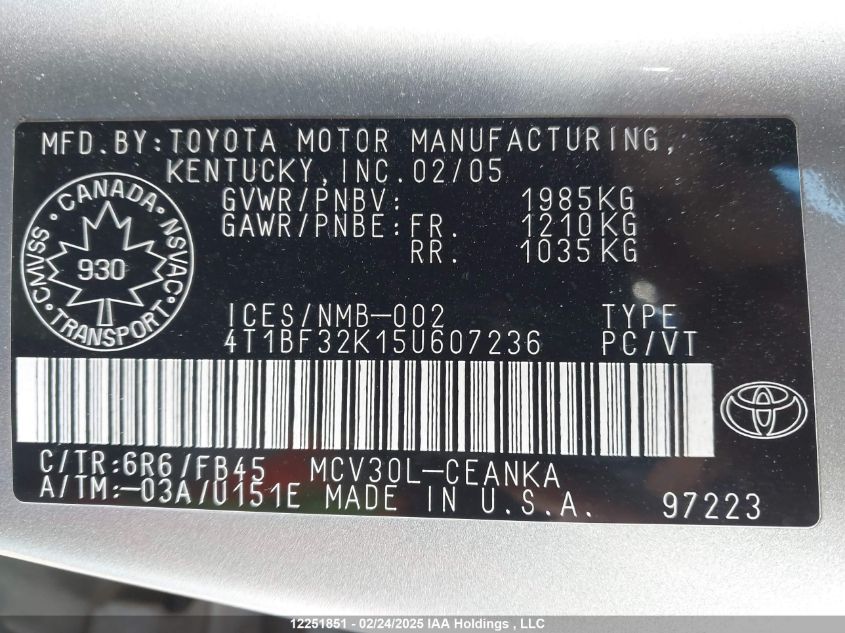 MFD.BY:TOYOTA MOTOR MANUFACTURING,
KENTUCKY,INC.02/05
GVWR/PNBV: 1985KG
GAWR/PNBE:FR. 1210KG
RR. 1035KG
CANADA
CMVSS
NSVAC
930
TRANSPORT
ICES/NMB-002 TYPE
4T1BF32K15U607236 PC/VT
C/TR:6R6/FB45 MCV30L-CEANKA
A/TM:-03A/U151E MADE IN U.S.A.
97223
12251851 - 02/24/2025 IAA Holdings , LLC